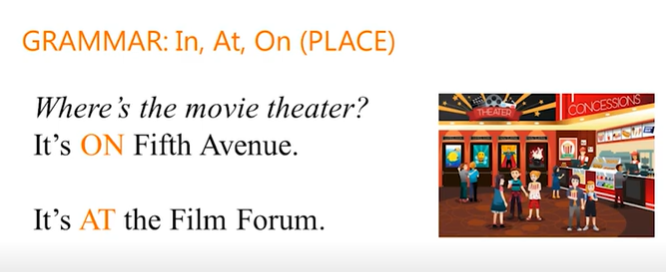 GRAMMAR: In, At, On (PLACE)
Where's the movie theater?
It's ON Fifth Avenue.
It's AT the Film Forum.
THEATER
CONCESSIONS